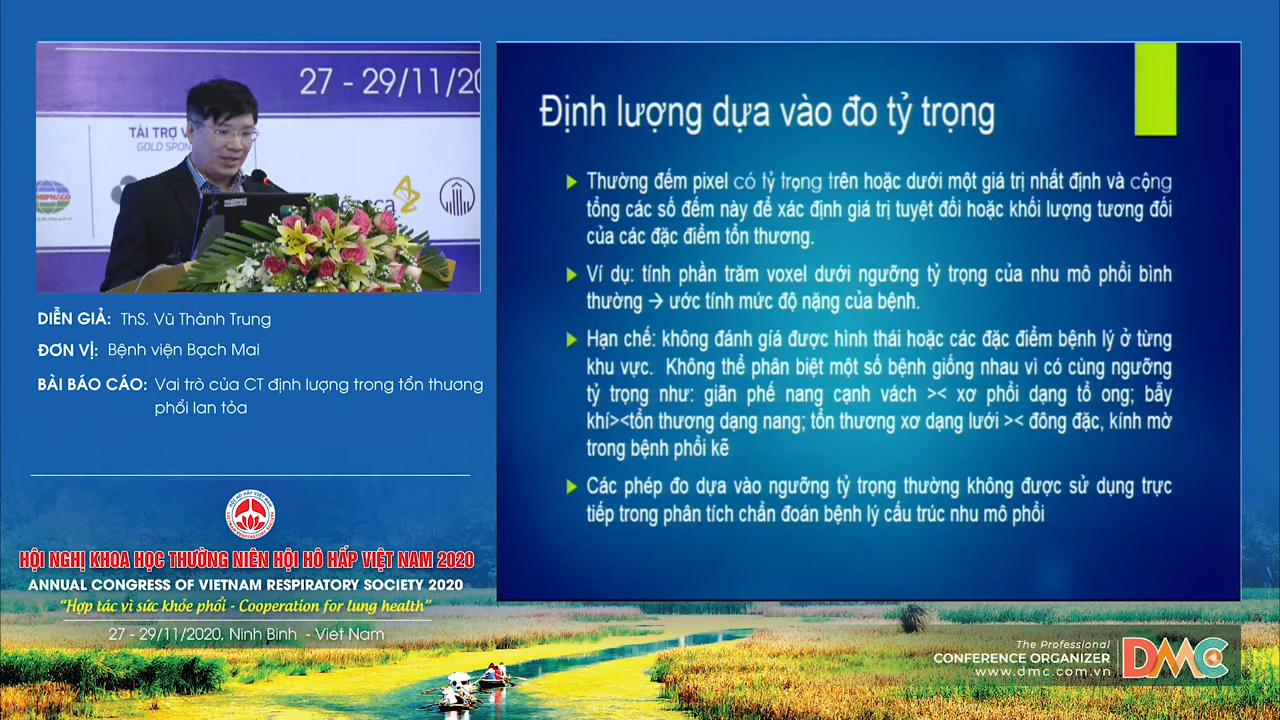 27 - 29/11/20
TÀI TRỢ V
GOLD SPON
Định lượng dựa vào đo tỷ trọng
Thường đếm pixel có tỷ trọng trên hoặc dưới một giá trị nhất định và cộng
tổng các số đếm này để xác định giá trị tuyệt đối hoặc khối lượng tương đối
của các đặc điểm tổn thương.
Ví dụ: tính phần trăm voxel dưới ngưỡng tỷ trọng của nhu mô phổi bình
thường → ước tính mức độ nặng của bệnh.
Hạn chế: không đánh gíá được hình thái hoặc các đặc điểm bệnh lý ở từng
khu vực. Không thể phân biệt một số bệnh giống nhau vì có cùng ngưỡng
tỷ trọng như: giãn phế nang cạnh vách >< xơ phổi dạng tổ ong; bẫy
khí><tổn thương dạng nang; tổn thương xơ dạng lưới >< đông đặc, kính mờ
trong bệnh phổi kẽ
Các phép đo dựa vào ngưỡng tỷ trọng thường không được sử dụng trực
tiếp trong phân tích chẩn đoán bệnh lý cấu trúc nhu mô phổi
DIỄN GIẢ: ThS. Vũ Thành Trung
ĐƠN VỊ: Bệnh viện Bạch Mai
BÀI BÁO CÁO: Vai trò của CT định lượng trong tổn thương
phổi lan tỏa
HỘI NGHỊ KHOA HỌC THƯỜNG NIÊN HỘI HÔ HẤP VIỆT NAM 2020
ANNUAL CONGRESS OF VIETNAM RESPIRATORY SOCIETY 2020
“Hợp tác vì sức khỏe phổi - Cooperation for lung health”
27 - 29/11/2020, Ninh Binh - Viet Nam
The Professional
CONFERENCE ORGANIZER
www.dmc.com.vn
DMC